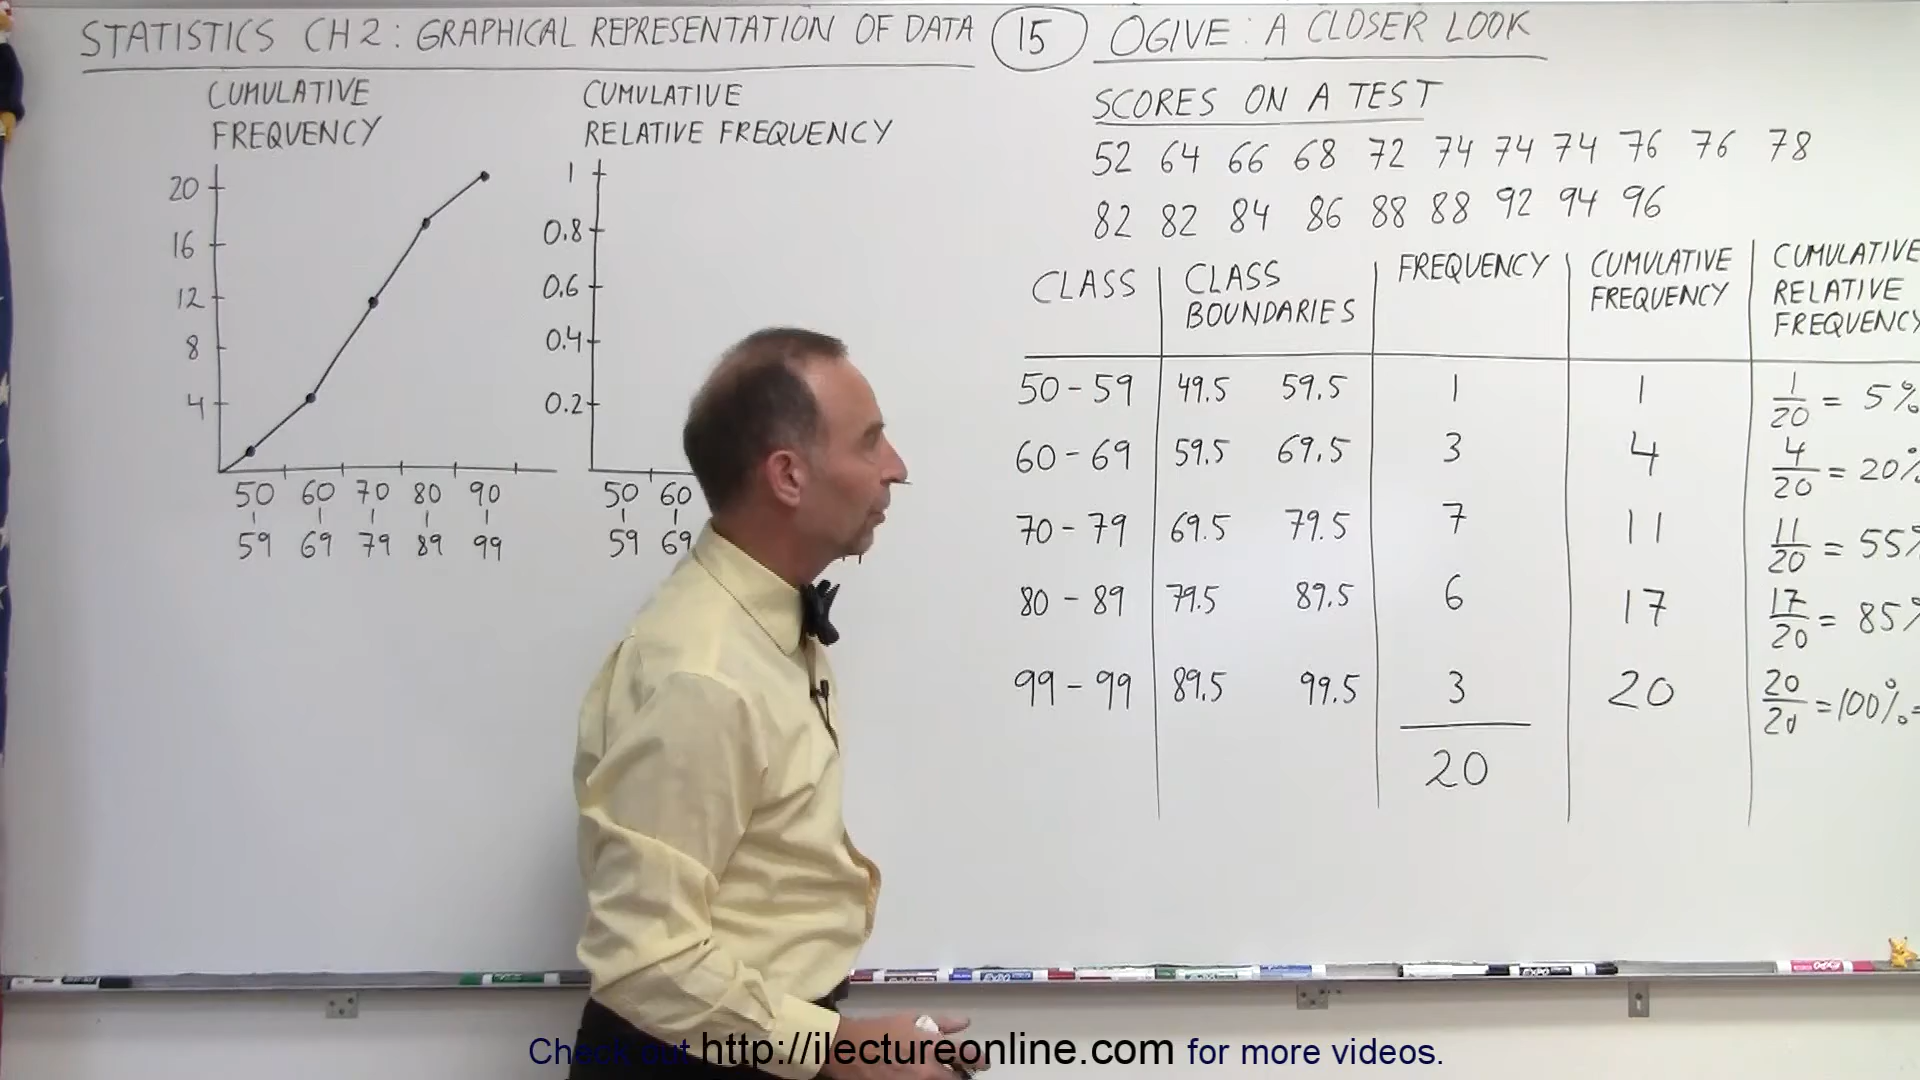 STATISTICS CH 2 : GRAPHICAL REPRESENTATION OF DATA 15 OGIVE : A CLOSER LOOK
CUMULATIVE
FREQUENCY
20
16
12
8
4
50 60 70 80 90
59 69 79 89 99
CUMULATIVE
RELATIVE FREQUENCY
1
0.8
0.6
0.4
0.2
50 60
59 69
SCORES ON A TEST
52 64 66 68 72 74 74 74 76 76 78
82 82 84 86 88 88 92 94 96
CLASS CLASS BOUNDARIES FREQUENCY CUMULATIVE FREQUENCY CUMULATIVE RELATIVE FREQUENCY
50 - 59 49.5 59.5 1 1 1/20 = 5%
60 - 69 59.5 69.5 3 4 4/20 = 20%
70 - 79 69.5 79.5 7 11 11/20 = 55%
80 - 89 79.5 89.5 6 17 17/20 = 85%
99 - 99 89.5 99.5 3 20 20/20 = 100% =
20
Check out http://ilectureonline.com for more videos.